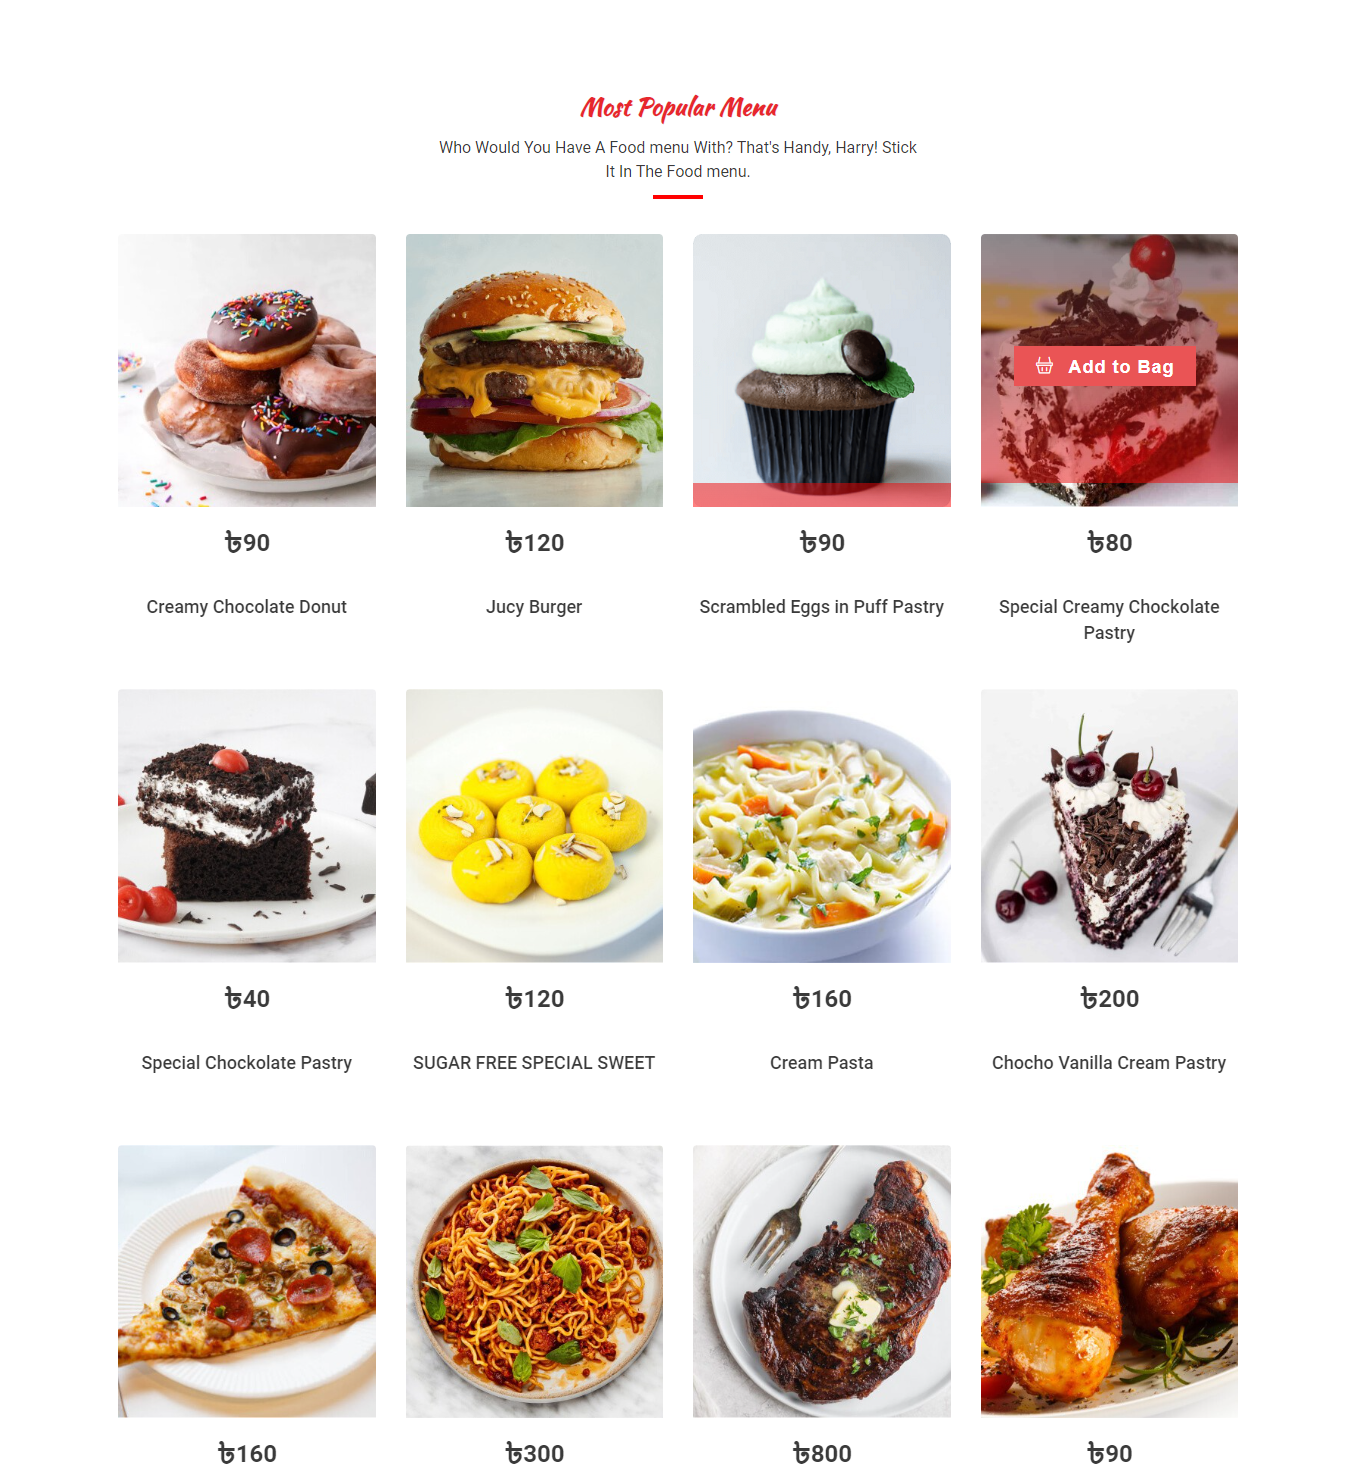 Most Popular Menu
Who Would You Have A Food menu With? That's Handy, Harry! Stick
It In The Food menu.
Add to Bag
৳90
৳120
৳90
৳80
Creamy Chocolate Donut
Jucy Burger
Scrambled Eggs in Puff Pastry
Special Creamy Chockolate
Pastry
৳40
৳120
৳160
৳200
Special Chockolate Pastry
SUGAR FREE SPECIAL SWEET
Cream Pasta
Chocho Vanilla Cream Pastry
৳160
৳300
৳800
৳90